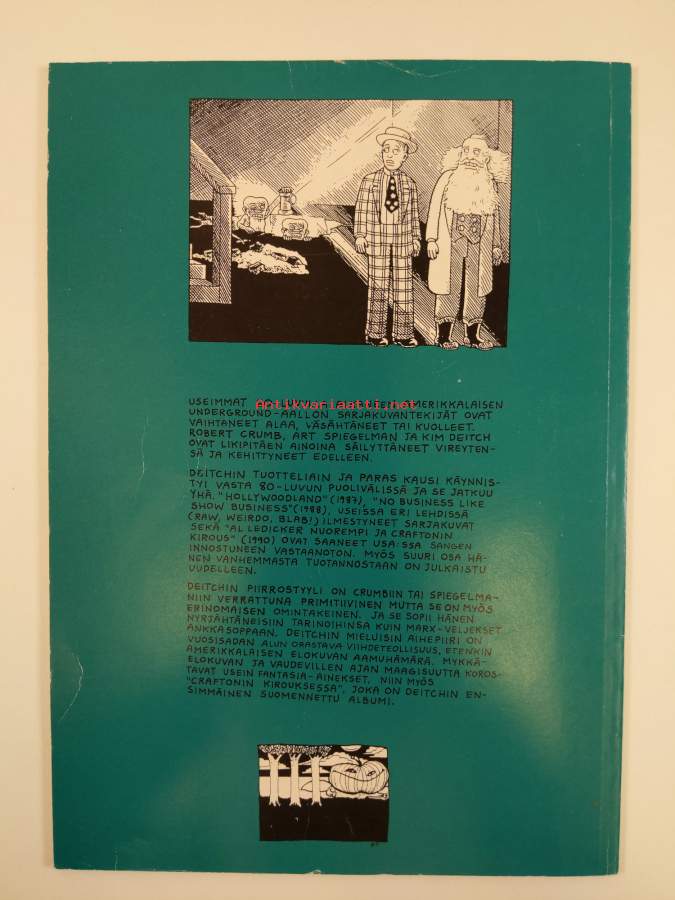 USEIMMAT AMERIKKALAISEN
Antikvariaatti.net
UNDERGROUND-AALLON SARJAKUVANTEKIJÄT OVAT
VAIHTANEET ALAA, VÄSÄHTÄNEET TAI KUOLLEET.
ROBERT CRUMB, ART SPIEGELMAN JA KIM DEITCH
OVAT LIKIPITÄEN AINOINA SÄILYTTÄNEET VIREYTEN-
SÄ JA KEHITTYNEET EDELLEEN.
DEITCHIN TUOTTELIAIN JA PARAS KAUSI KÄYNNIS-
TYI VASTA 80-LUVUN PUOLIVÄLISSÄ JA SE JATKUU
YHÄ. "HOLLYWOODLAND" (1987), "NO BUSINESS LIKE
SHOW BUSINESS" (1988), USEISSA ERI LEHDISSÄ
(RAW, WEIRDO, BLAB!) ILMESTYNEET SARJAKUVAT
SEKÄ "AL LEDICKER NUOREMPI JA CRAFTONIN
KIROUS" (1990) OVAT SAANEET USA:SSA SANGEN
INNOSTUNEEN VASTAANOTON. MYÖS SUURI OSA HÄ-
NEN VANHEMMASTA TUOTANNOSTAAN ON JULKAISTU
UUDELLEEN.
DEITCHIN PIIRROSTYYLI ON CRUMBIIN TAI SPIEGELMA-
NIIN VERRATTUNA PRIMITIIVINEN MUTTA SE ON MYÖS
ERINOMAISEN OMINTAKEINEN. JA SE SOPII HÄNEN
NYRJÄHTÄNEISIIN TARINOIHINSA KUIN MARX-VELJEKSET
ANKKASOPPAAN. DEITCHIN MIELUISIN AIHEPIIRI ON
VUOSISADAN ALUN ORASTAVA VIIHDETEOLLISUUS, ETENKIN
AMERIKKALAISEN ELOKUVAN AAMUHÄMÄRÄ. MYKKÄ-
ELOKUVAN JA VAUDEVILLEN AJAN MAAGISUUTTA KOROS-
TAVAT USEIN FANTASIA-AINEKSET. NIIN MYÖS
"CRAFTONIN KIROUKSESSA", JOKA ON DEITCHIN EN-
SIMMÄINEN SUOMENNETTU ALBUMI.